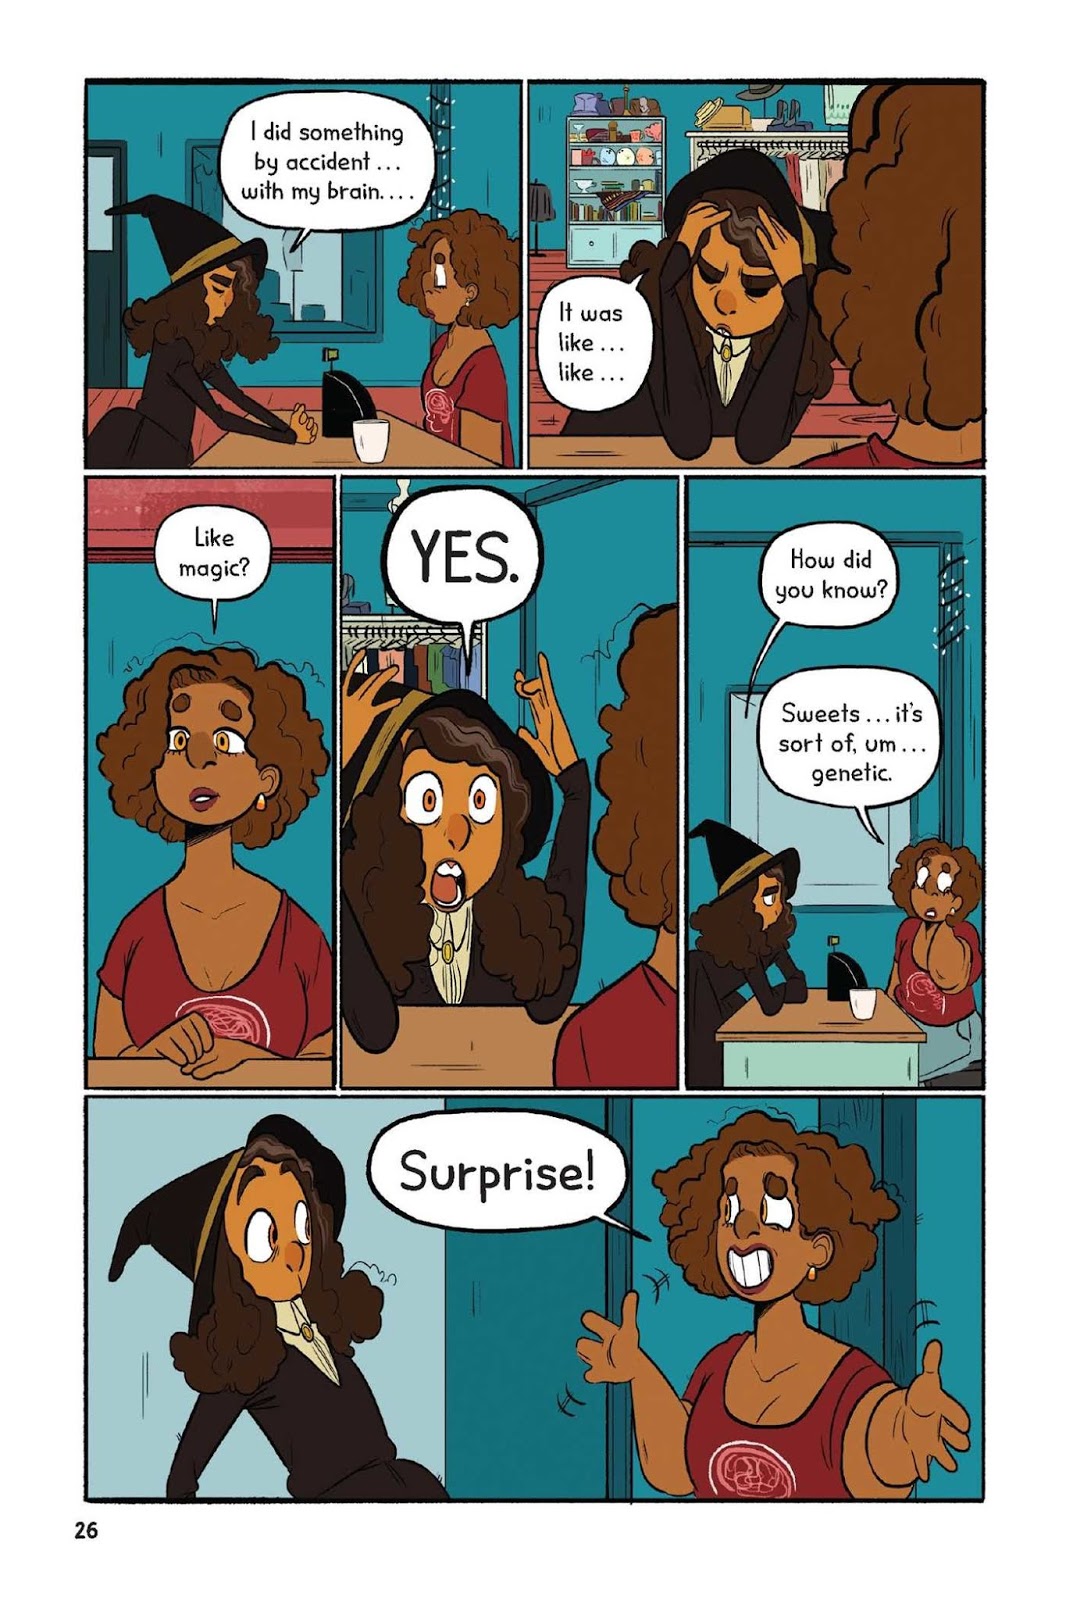 I did something
by accident...
with my brain....
It was
like...
like...
Like
magic?
YES.
How did
you know?
Sweets...it's
sort of, um...
genetic.
Surprise!
26